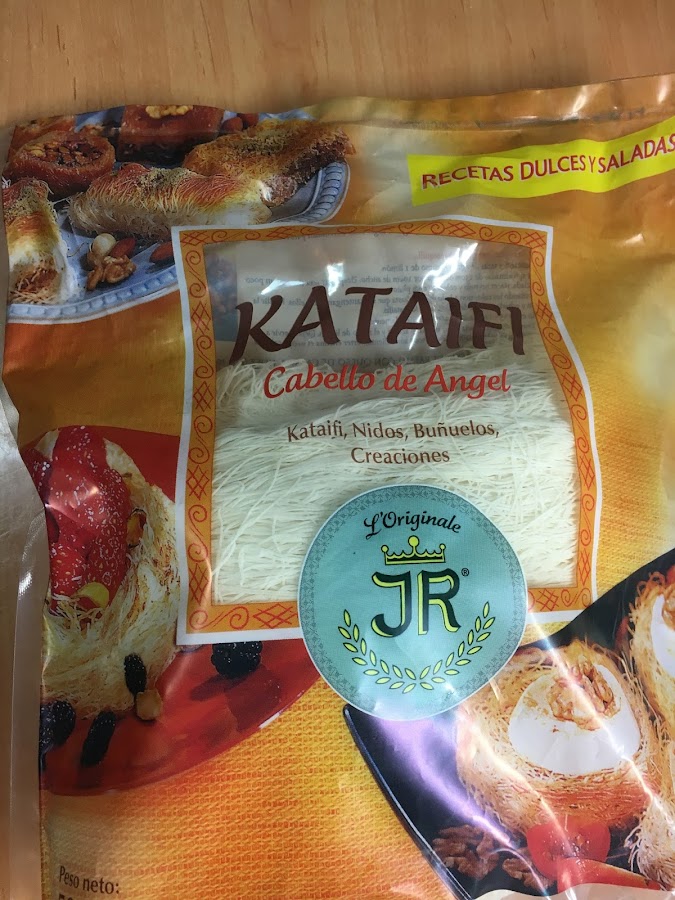 RECETAS DULCES Y SALADAS
KATAIFI
Cabello de Angel
Kataifi, Nidos, Buñuelos,
Creaciones
L'Originale
JR®
Peso neto: